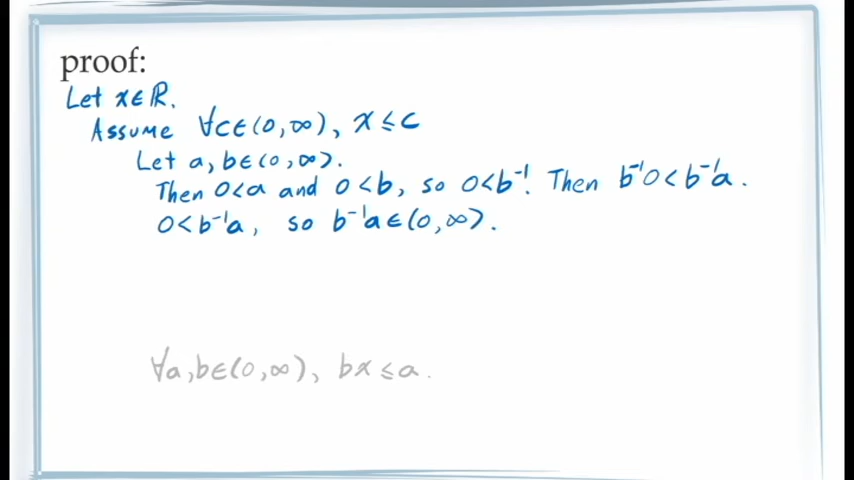 proof:
Let x∈ℝ.
Assume ∀c∈(0,∞), x≤c
Let a,b∈(0,∞).
Then 0<a and 0<b, so 0<b⁻¹. Then b⁻¹0<b⁻¹a.
0<b⁻¹a, so b⁻¹a∈(0,∞).
∀a,b∈(0,∞), bx≤a.